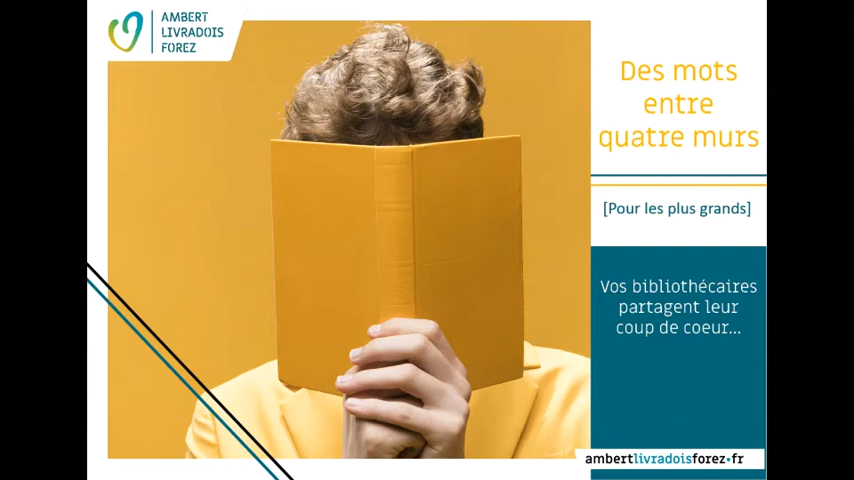 AMBERT
LIVRADOIS
FOREZ
Des mots
entre
quatre murs
[Pour les plus grands]
Vos bibliothécaires
partagent leur
coup de coeur...
ambertlivradoisforez•fr